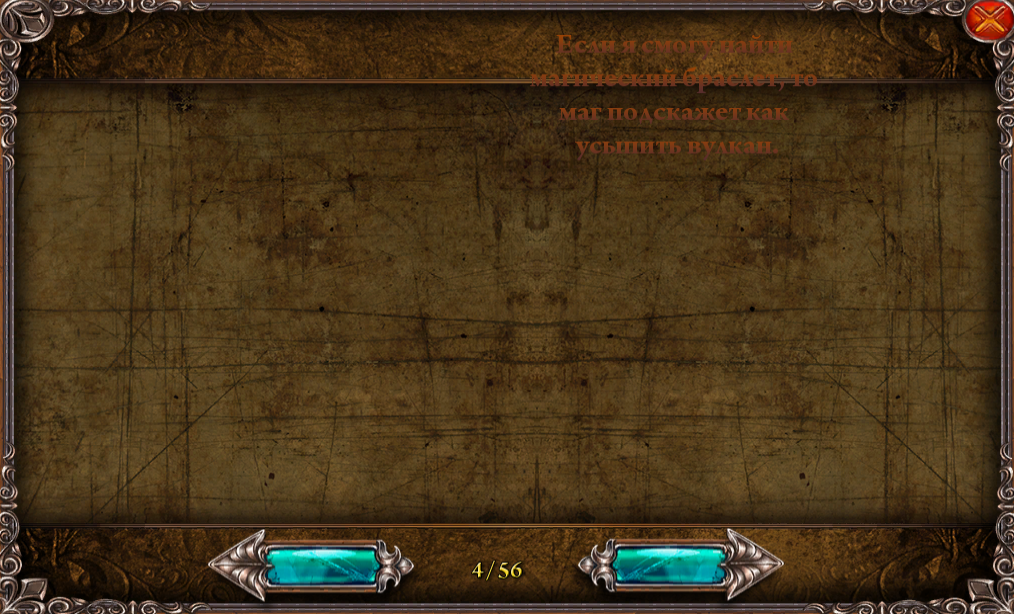 Если я смогу найти
магический браслет, то
маг подскажет как
усыпить вулкан.
4/56